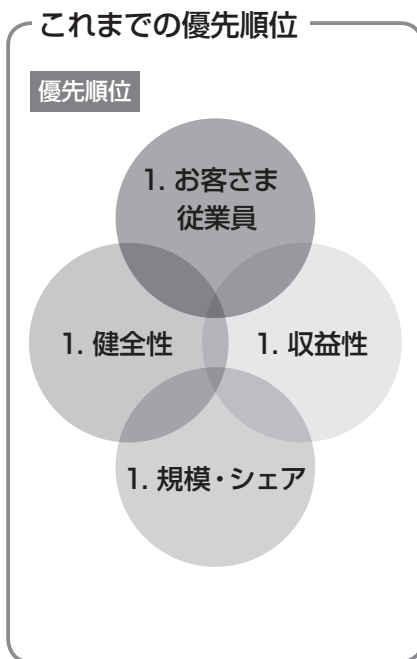 これまでの優先順位
優先順位
1. お客さま
従業員
1. 健全性
1. 収益性
1. 規模・シェア